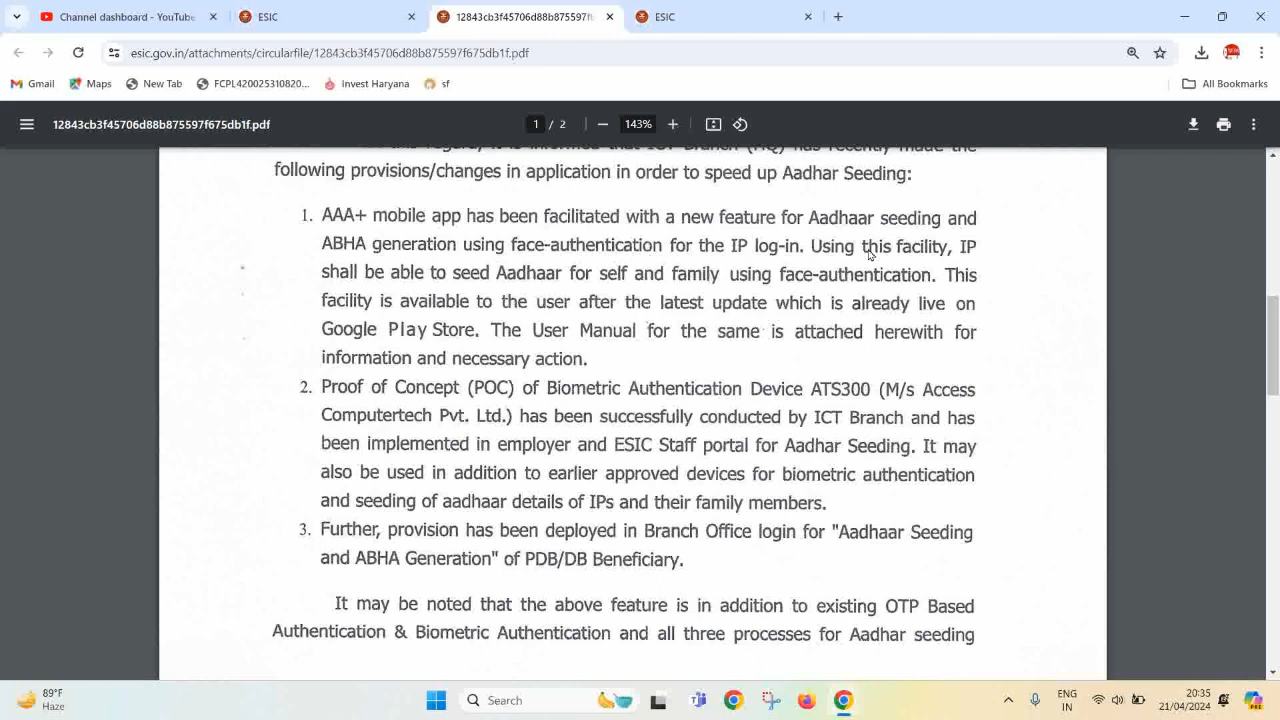 Channel dashboard - YouTube
ESIC
12843cb3f45706d88b875597f675db
ESIC
esic.gov.in/attachments/circularfile/12843cb3f45706d88b875597f675db1f.pdf
Gmail Maps New Tab FCPL420025310820... Invest Haryana sf All Bookmarks
12843cb3f45706d88b875597f675db1f.pdf 1 / 2 143%
following provisions/changes in application in order to speed up Aadhar Seeding:
1. AAA+ mobile app has been facilitated with a new feature for Aadhaar seeding and
ABHA generation using face-authentication for the IP log-in. Using this facility, IP
shall be able to seed Aadhaar for self and family using face-authentication. This
facility is available to the user after the latest update which is already live on
Google Play Store. The User Manual for the same is attached herewith for
information and necessary action.
2. Proof of Concept (POC) of Biometric Authentication Device ATS300 (M/s Access
Computertech Pvt. Ltd.) has been successfully conducted by ICT Branch and has
been implemented in employer and ESIC Staff portal for Aadhar Seeding. It may
also be used in addition to earlier approved devices for biometric authentication
and seeding of aadhaar details of IPs and their family members.
3. Further, provision has been deployed in Branch Office login for "Aadhaar Seeding
and ABHA Generation" of PDB/DB Beneficiary.
It may be noted that the above feature is in addition to existing OTP Based
Authentication & Biometric Authentication and all three processes for Aadhar seeding
89°F
Haze
Search
ENG
IN
20:35
21/04/2024